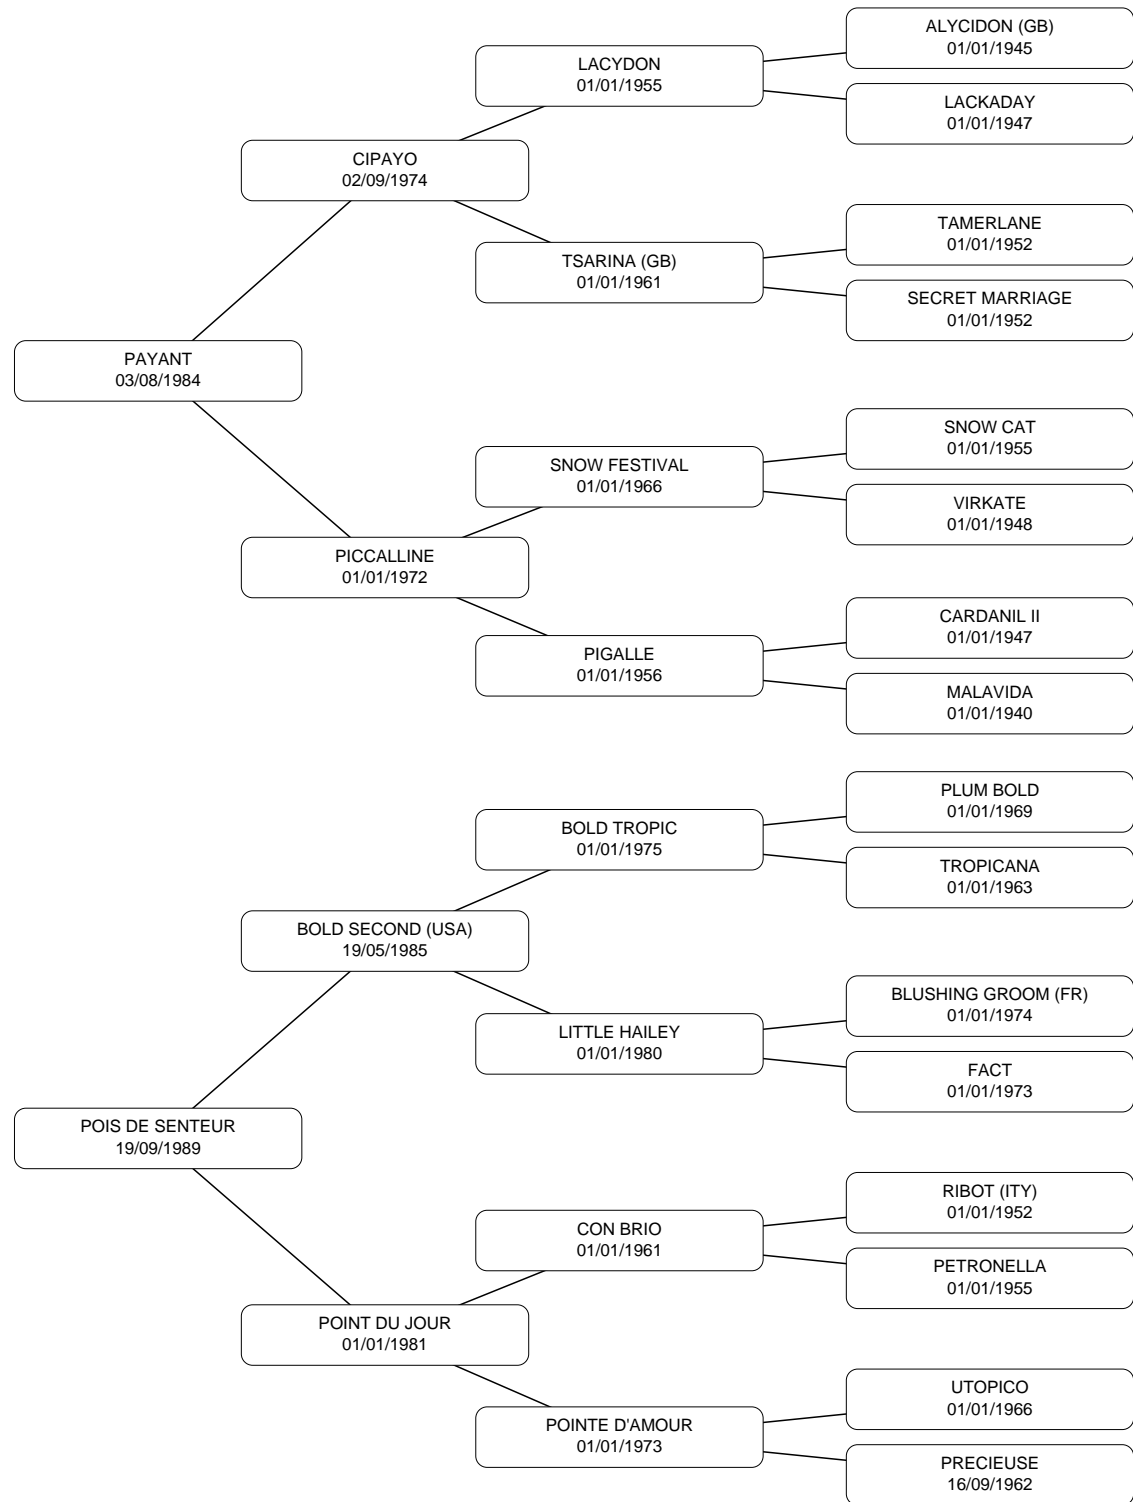 ALYCIDON (GB)
01/01/1945
LACYDON
01/01/1955
LACKADAY
01/01/1947
CIPAYO
02/09/1974
TAMERLANE
01/01/1952
TSARINA (GB)
01/01/1961
SECRET MARRIAGE
01/01/1952
PAYANT
03/08/1984
SNOW CAT
01/01/1955
SNOW FESTIVAL
01/01/1966
VIRKATE
01/01/1948
PICCALLINE
01/01/1972
CARDANIL II
01/01/1947
PIGALLE
01/01/1956
MALAVIDA
01/01/1940
PLUM BOLD
01/01/1969
BOLD TROPIC
01/01/1975
TROPICANA
01/01/1963
BOLD SECOND (USA)
19/05/1985
BLUSHING GROOM (FR)
01/01/1974
LITTLE HAILEY
01/01/1980
FACT
01/01/1973
POIS DE SENTEUR
19/09/1989
RIBOT (ITY)
01/01/1952
CON BRIO
01/01/1961
PETRONELLA
01/01/1955
POINT DU JOUR
01/01/1981
UTOPICO
01/01/1966
POINTE D'AMOUR
01/01/1973
PRECIEUSE
16/09/1962